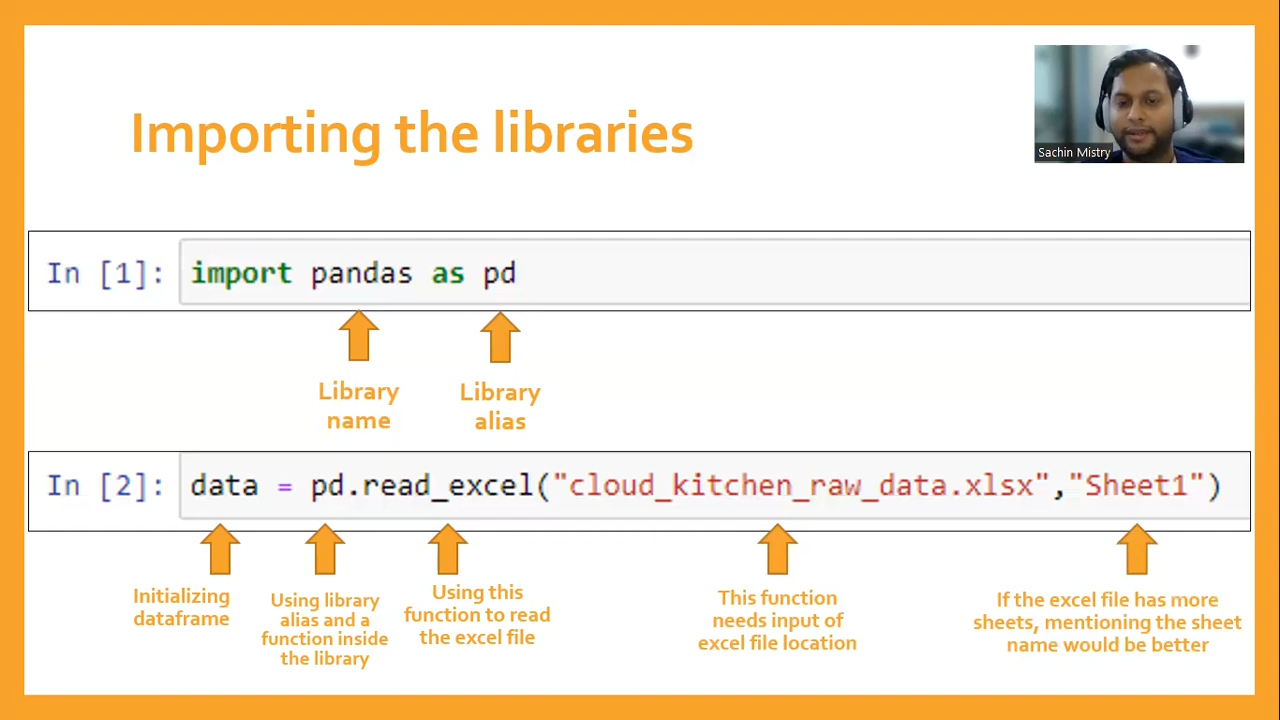 Importing the libraries
Sachin Mistry
In [1]: import pandas as pd
Library
name
Library
alias
In [2]: data = pd.read_excel("cloud_kitchen_raw_data.xlsx","Sheet1")
Initializing
dataframe
Using library
alias and a
function inside
the library
Using this
function to read
the excel file
This function
needs input of
excel file location
If the excel file has more
sheets, mentioning the sheet
name would be better